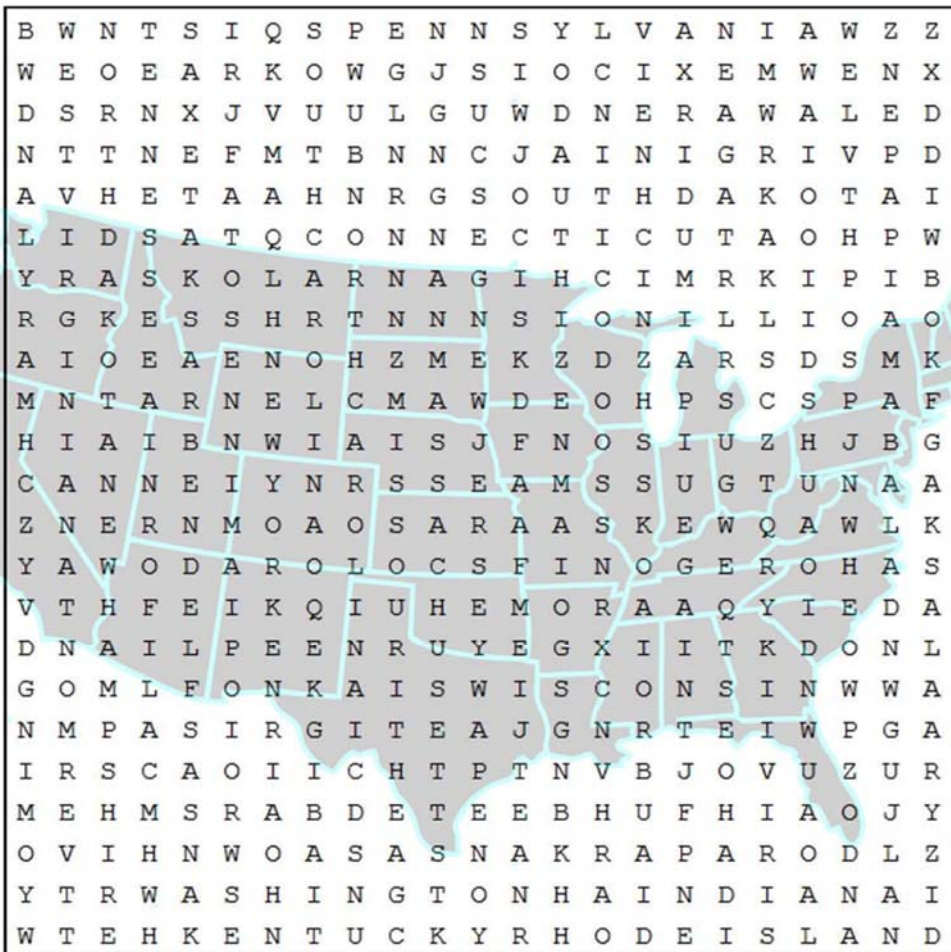 B W N T S I Q S P E N N S Y L V A N I A W Z Z
W E O E A R K O W G J S I O C I X E M W E N X
D S R N X J V U U L G U W D N E R A W A L E D
N T T N E F M T B N N C J A I N I G R I V P D
A V H E T A A H N R G S O U T H D A K O T A I
L I D S A T Q C O N N E C T I C U T A O H P W
Y R A S K O L A R N A G I H C I M R K I P I B
R G K E S S H R T N N N S I O N I L L I O A O
A I O E A E N O H Z M E K Z D Z A R S D S M K
M N T A R N E L C M A W D E O H P S C S P A F
H I A I B N W I A I S J F N O S I U Z H J B G
C A N N E I Y N R S S E A M S S U G T U N A A
Z N E R N M O A O S A R A A S K E W Q A W L K
Y A W O D A R O L O C S F I N O G E R O H A S
V T H F E I K Q I U H E M O R A A Q Y I E D A
D N A I L P E E N R U Y E G X I I T K D O N L
G O M L F O N K A I S W I S C O N S I N W W A
N M P A S I R G I T E A J G N R T E I W P G A
I R S C A O I I C H T P T N V B J O V U Z U R
M E H M S R A B D E T E E B H U F H I A O J Y
O V I H N W O A S A S N A K R A P A R O D L Z
Y T R W A S H I N G T O N H A I N D I A N A I
W T E H K E N T U C K Y R H O D E I S L A N D